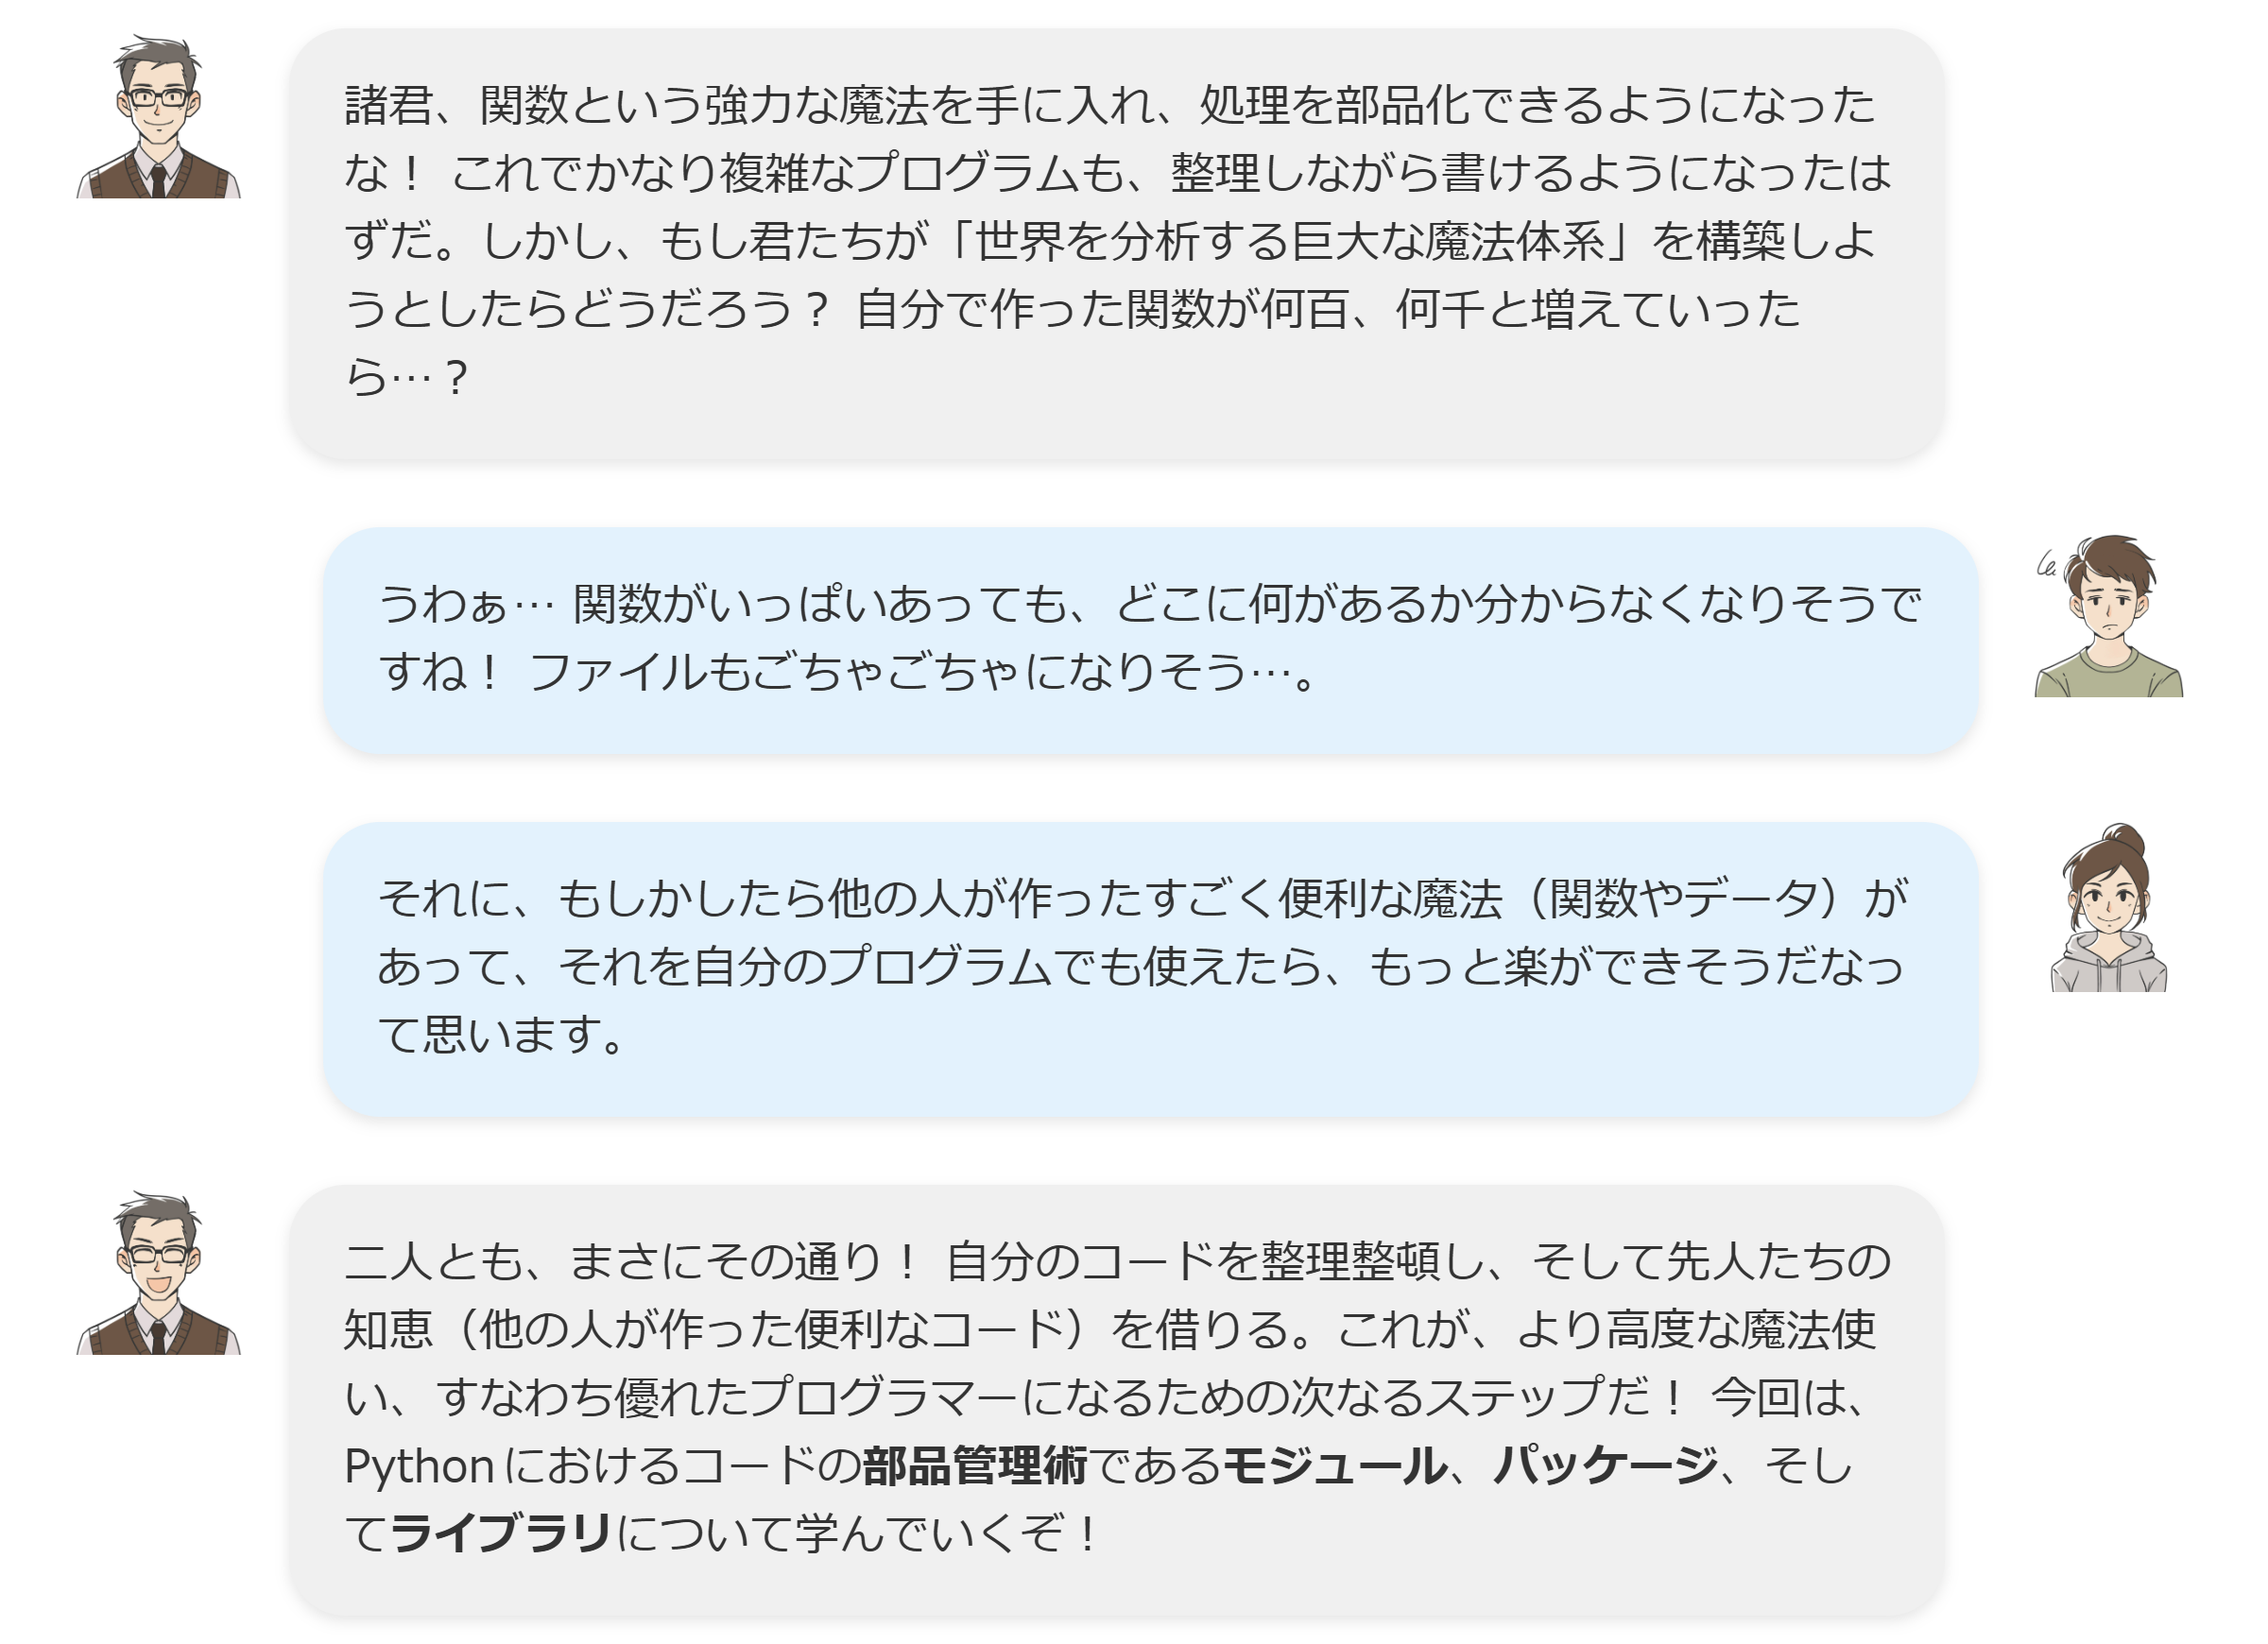 諸君、関数という強力な魔法を手に入れ、処理を部品化できるようになった
な！ これでかなり複雑なプログラムも、整理しながら書けるようになったは
ずだ。しかし、もし君たちが「世界を分析する巨大な魔法体系」を構築しよ
うとしたらどうだろう？ 自分で作った関数が何百、何千と増えていった
ら…？
うわぁ… 関数がいっぱいあっても、どこに何があるか分からなくなりそうで
すね！ ファイルもごちゃごちゃになりそう…。
それに、もしかしたら他の人が作ったすごく便利な魔法（関数やデータ）が
あって、それを自分のプログラムでも使えたら、もっと楽ができそうだなっ
て思います。
二人とも、まさにその通り！ 自分のコードを整理整頓し、そして先人たちの
知恵（他の人が作った便利なコード）を借りる。これが、より高度な魔法使
い、すなわち優れたプログラマーになるための次なるステップだ！ 今回は、
Pythonにおけるコードの部品管理術であるモジュール、パッケージ、そし
てライブラリについて学んでいくぞ！